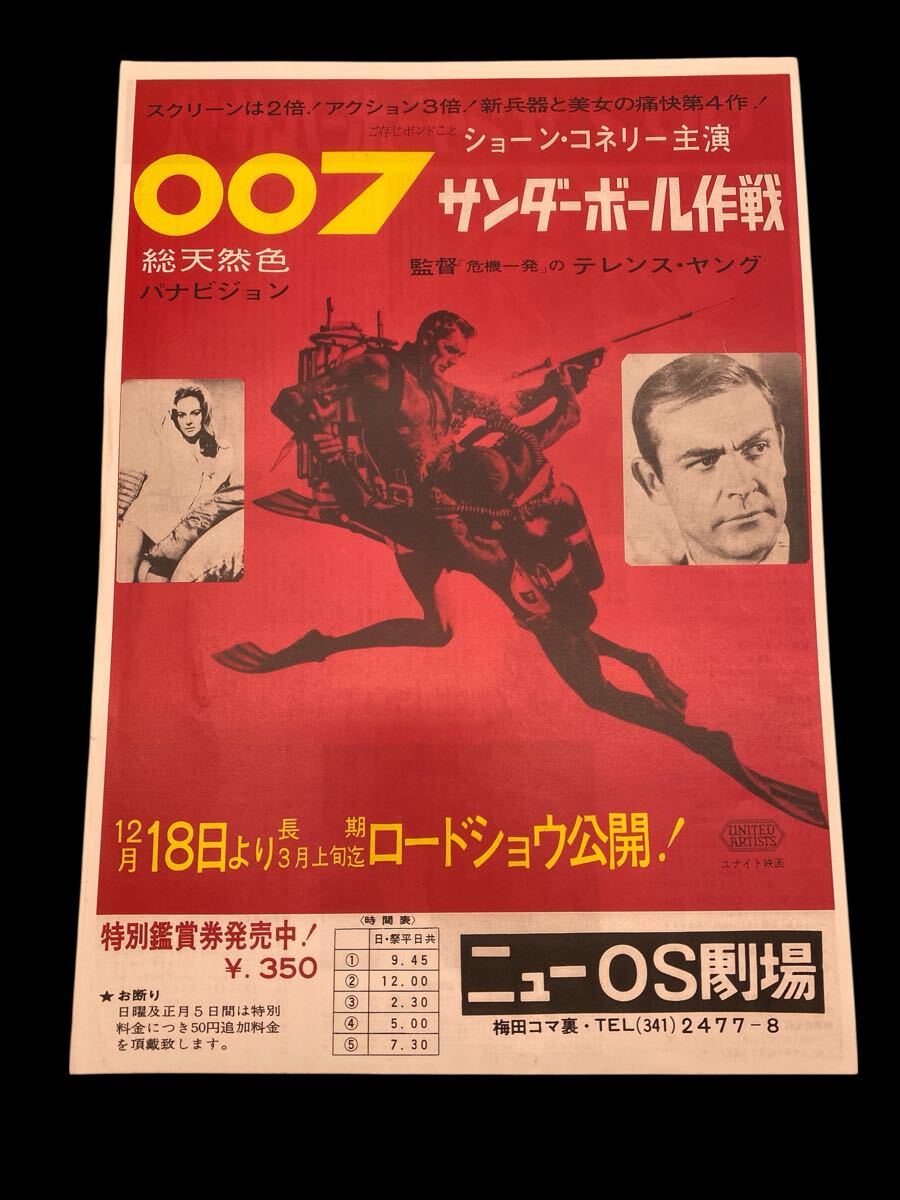 スクリーンは2倍!アクション3倍!新兵器と美女の痛快第4作!
ご存じボンドこと ショーン・コネリー主演
007 サンダーボール作戦
総天然色
パナビジョン
監督「危機一発」の テレンス・ヤング
12月18日より 長期 3月上旬迄 ロードショウ公開!
UNITED ARTISTS
ユナイト映画
特別鑑賞券発売中!
¥.350
★お断り
日曜及正月5日間は特別
料金につき50円追加料金
を頂戴致します。
〈時間表〉
日・祭平日共
① 9.45
② 12.00
③ 2.30
④ 5.00
⑤ 7.30
ニューOS劇場
梅田コマ裏・TEL(341)2477-8